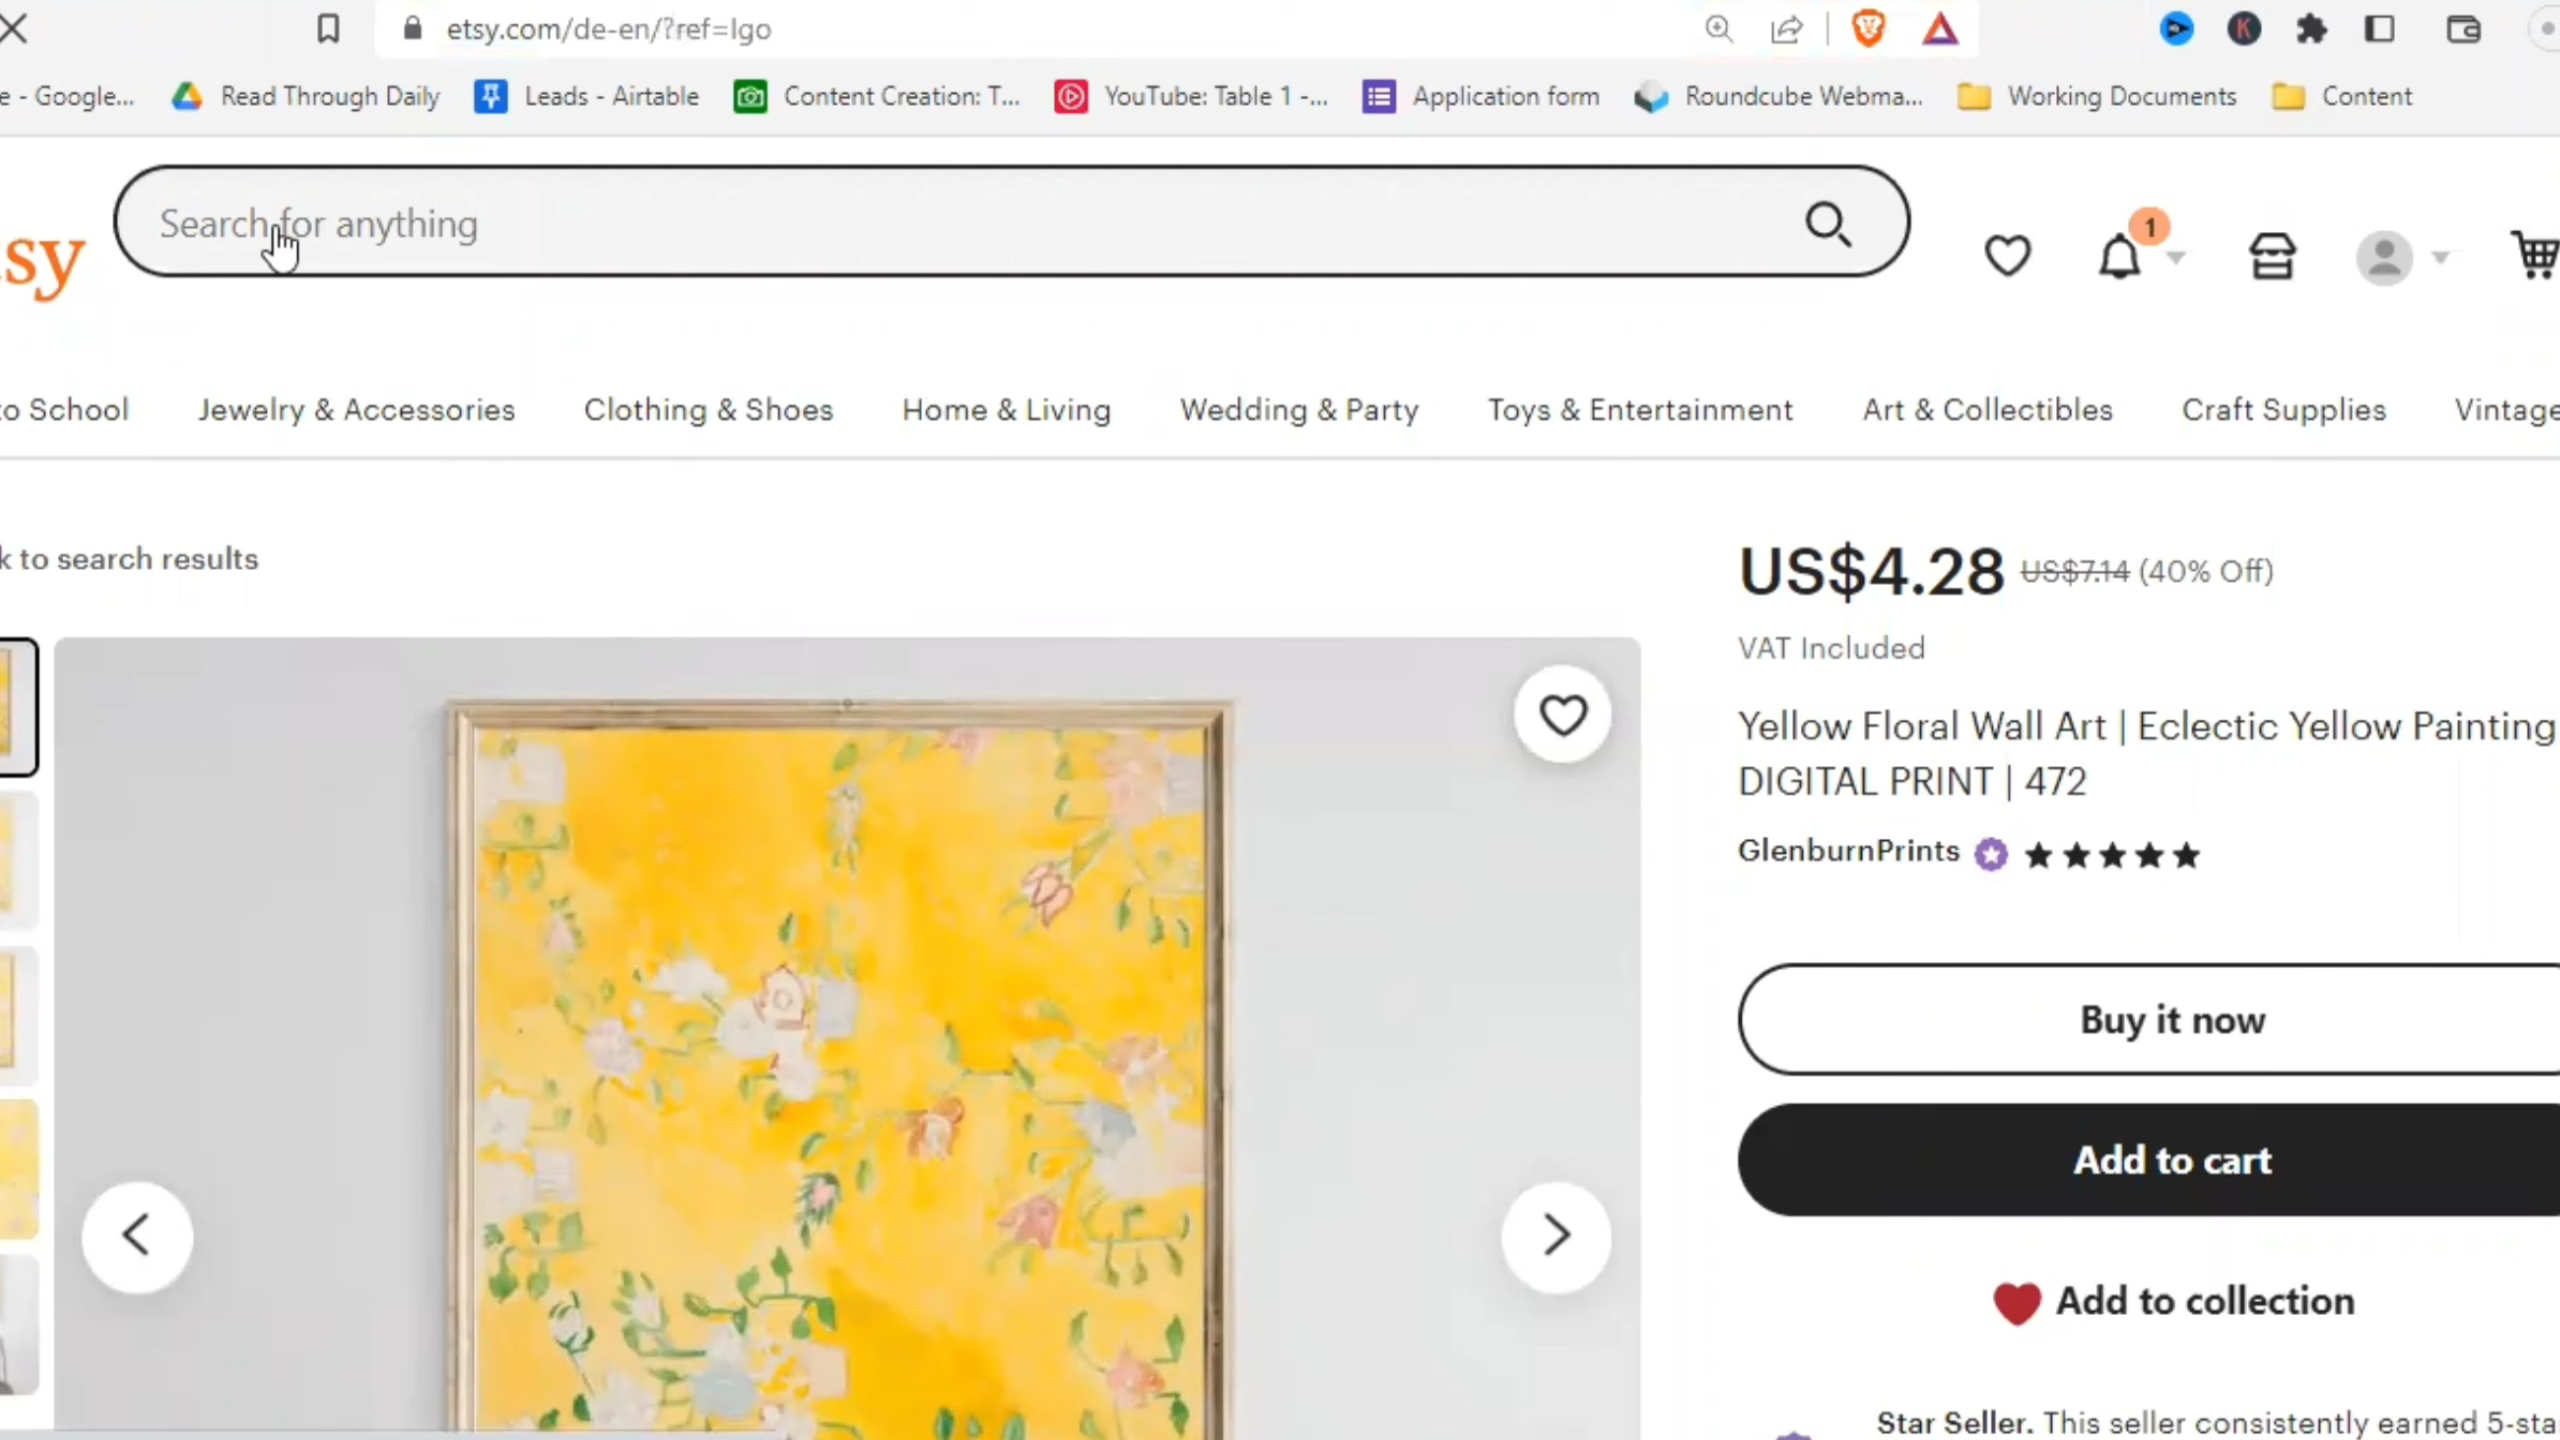 etsy.com/de-en/?ref=lgo
e - Google... Read Through Daily Leads - Airtable Content Creation: T... YouTube: Table 1 -... Application form Roundcube Webma... Working Documents Content
Search for anything
sy
1
to School Jewelry & Accessories Clothing & Shoes Home & Living Wedding & Party Toys & Entertainment Art & Collectibles Craft Supplies Vintage
k to search results
US$4.28 US$7.14 (40% Off)
VAT Included
Yellow Floral Wall Art | Eclectic Yellow Painting
DIGITAL PRINT | 472
GlenburnPrints
Buy it now
Add to cart
Add to collection
Star Seller. This seller consistently earned 5-sta